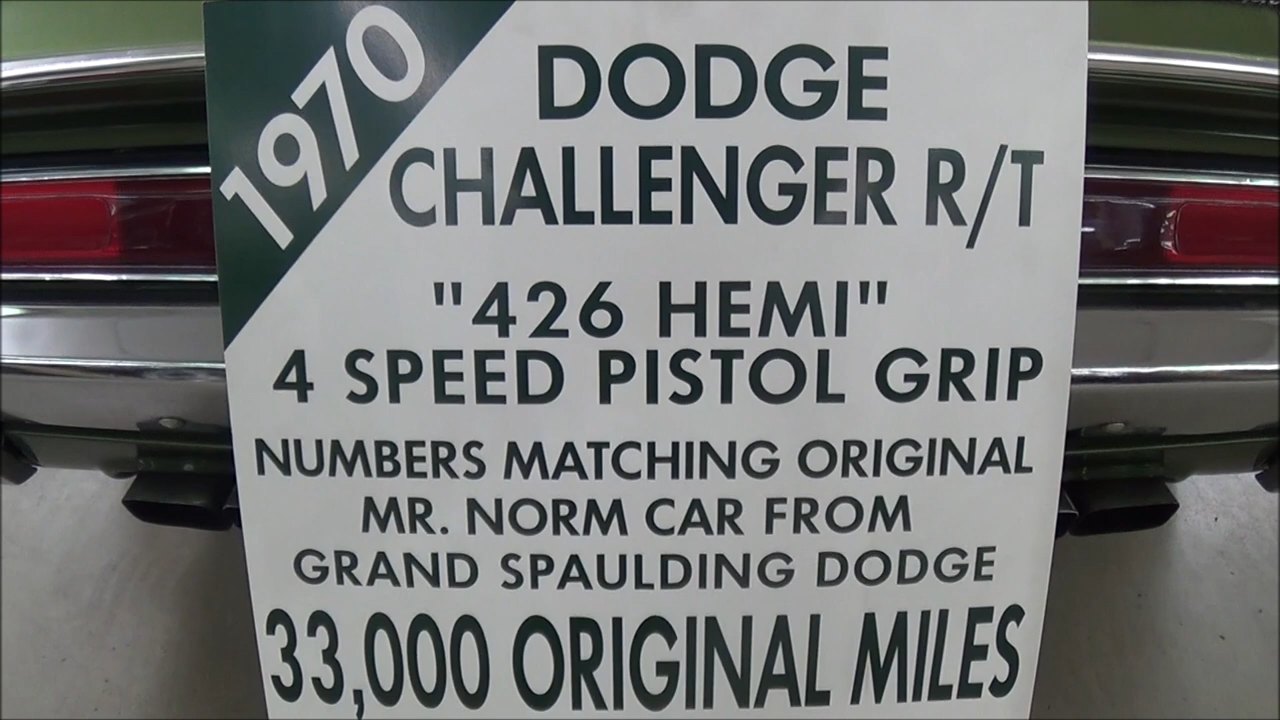 1970
DODGE
CHALLENGER R/T
"426 HEMI"
4 SPEED PISTOL GRIP
NUMBERS MATCHING ORIGINAL
MR. NORM CAR FROM
GRAND SPAULDING DODGE
33,000 ORIGINAL MILES